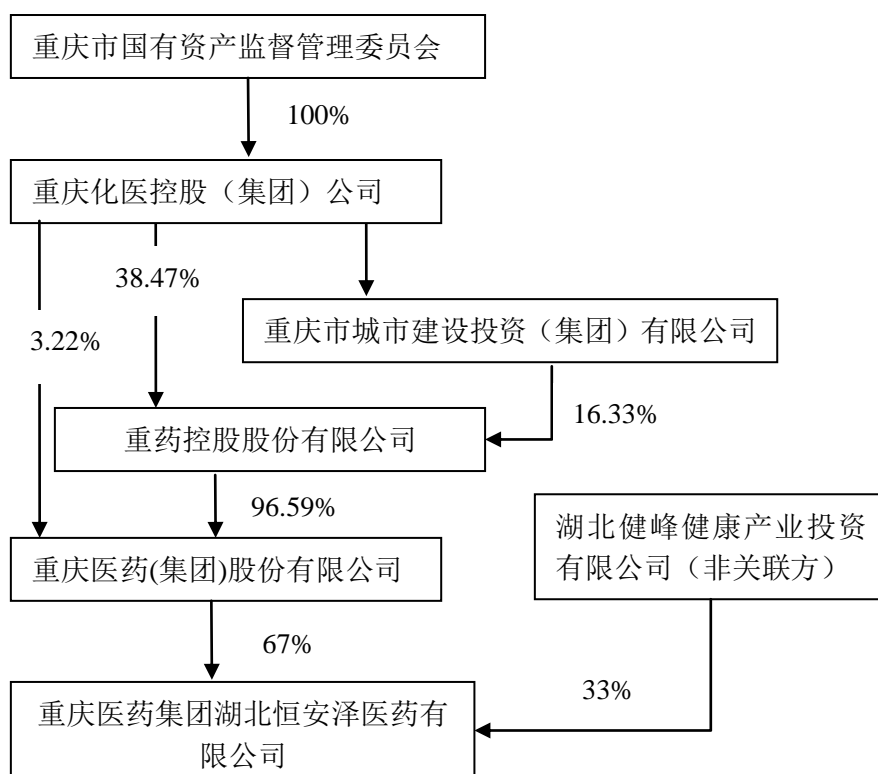 重庆市国有资产监督管理委员会
100%
重庆化医控股（集团）公司
38.47%
3.22%
重庆市城市建设投资（集团）有限公司
16.33%
重药控股股份有限公司
96.59%
湖北健峰健康产业投资
有限公司（非关联方）
重庆医药(集团)股份有限公司
67%
33%
重庆医药集团湖北恒安泽医药有
限公司